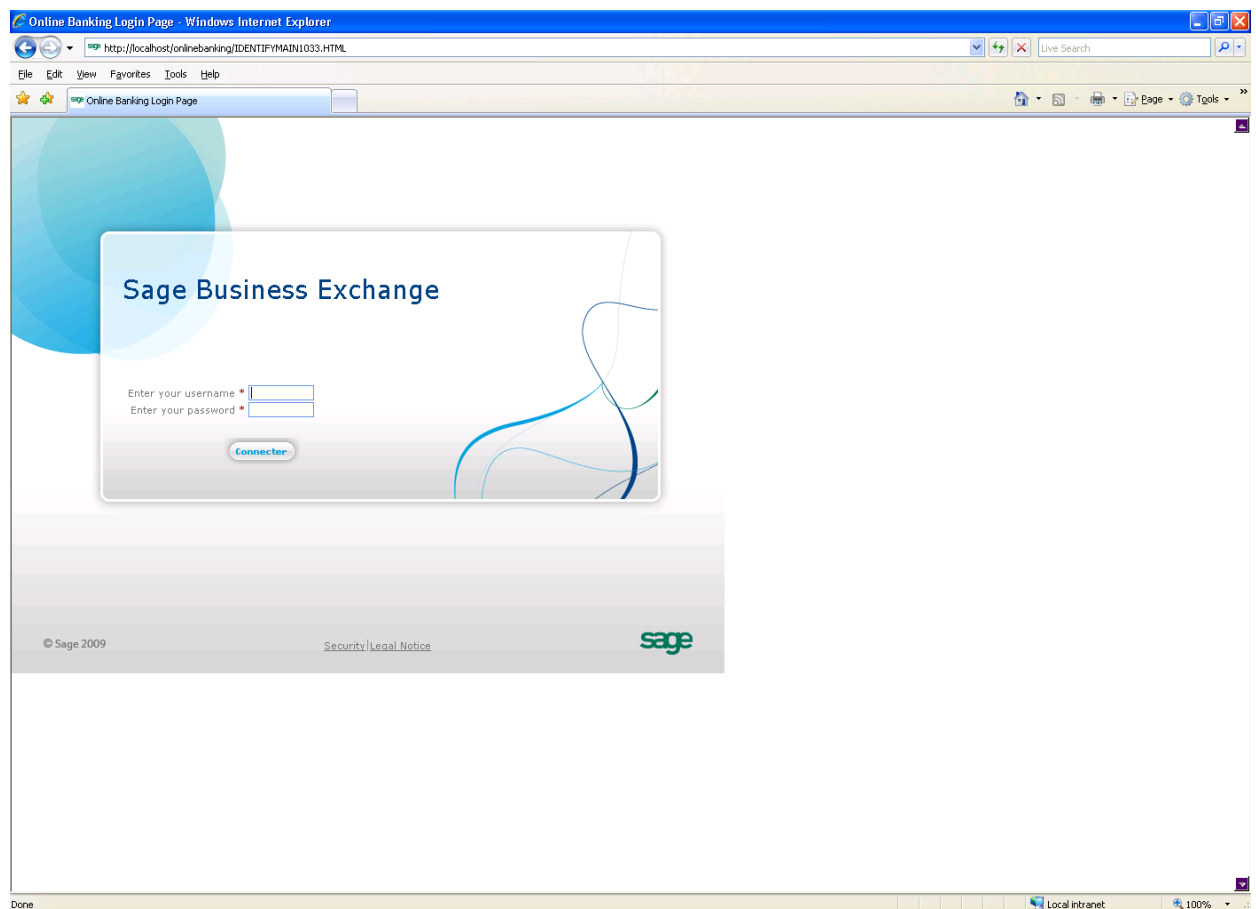 Online Banking Login Page - Windows Internet Explorer
http://localhost/onlinebanking/IDENTIFYMAIN1033.HTML
Live Search
File Edit View Favorites Tools Help
Online Banking Login Page
Page Tools
Sage Business Exchange
Enter your username *
Enter your password *
Connecter
© Sage 2009
Security|Legal Notice
sage
Done
Local intranet
100%